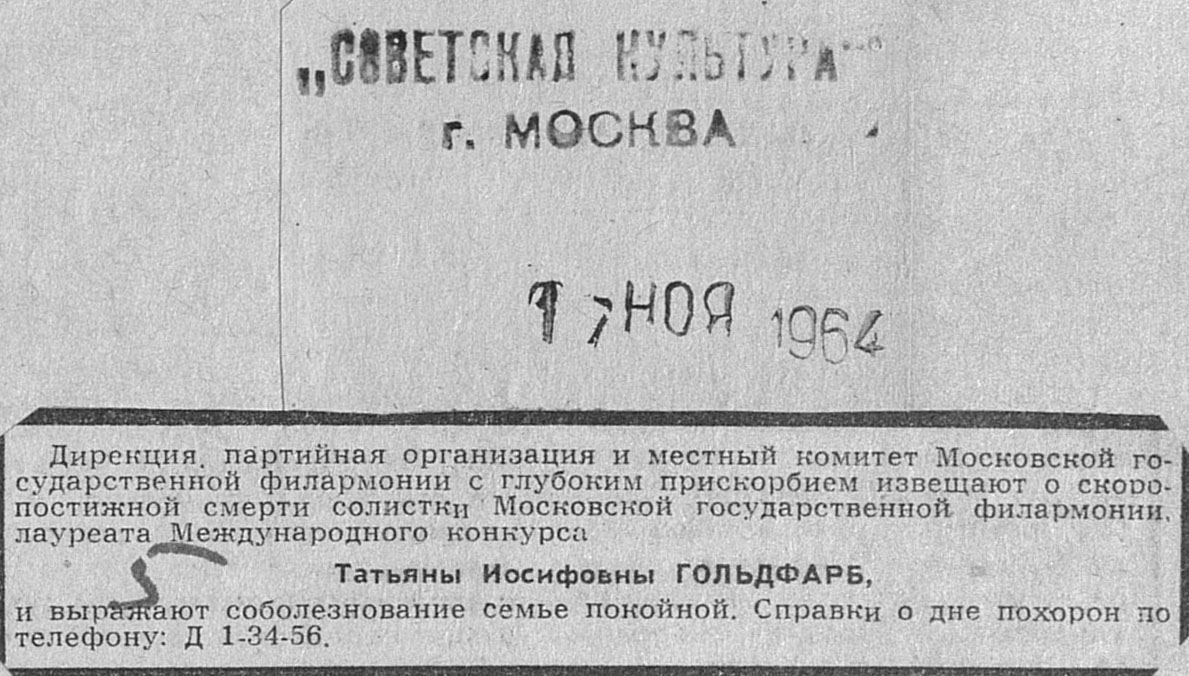 „СОВЕТСКАЯ КУЛЬТУРА"
г. МОСКВА
17 НОЯ 1964
Дирекция, партийная организация и местный комитет Московской го-
сударственной филармонии с глубоким прискорбием извещают о скоро-
постижной смерти солистки Московской государственной филармонии,
лауреата Международного конкурса
Татьяны Иосифовны ГОЛЬДФАРБ,
и выражают соболезнование семье покойной. Справки о дне похорон по
телефону: Д 1-34-56.